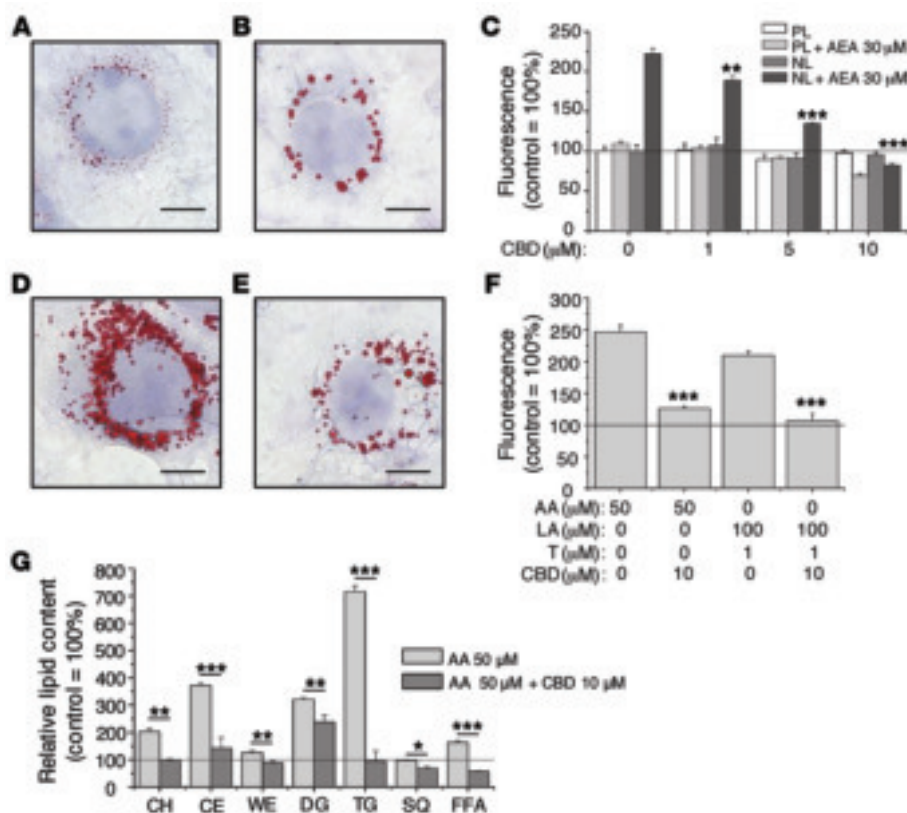 A
B
C
PL
PL + AEA 30 μM
NL
NL + AEA 30 μM
Fluorescence
(control = 100%)
250
200
150
100
50
0
**
***
***
CBD (μM): 0 1 5 10
D
E
F
Fluorescence
(control = 100%)
300
250
200
150
100
50
0
***
***
AA (μM): 50 50 0 0
LA (μM): 0 0 100 100
T (μM): 0 0 1 1
CBD (μM): 0 10 0 10
G
Relative lipid content
(control = 100%)
800
700
600
500
400
300
200
100
0
**
***
**
**
***
*
***
AA 50 μM
AA 50 μM + CBD 10 μM
CH CE WE DG TG SQ FFA